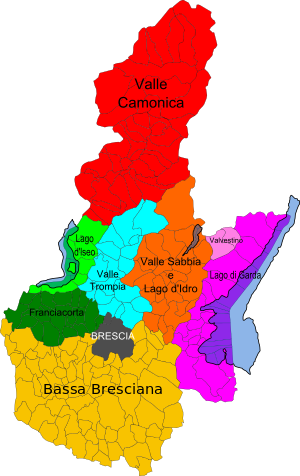 Valle
Camonica
Lago
d'Iseo
Valvestino
Valle Sabbia
e
Lago d'Idro
Lago di Garda
Valle
Trompia
Franciacorta
BRESCIA
Bassa Bresciana